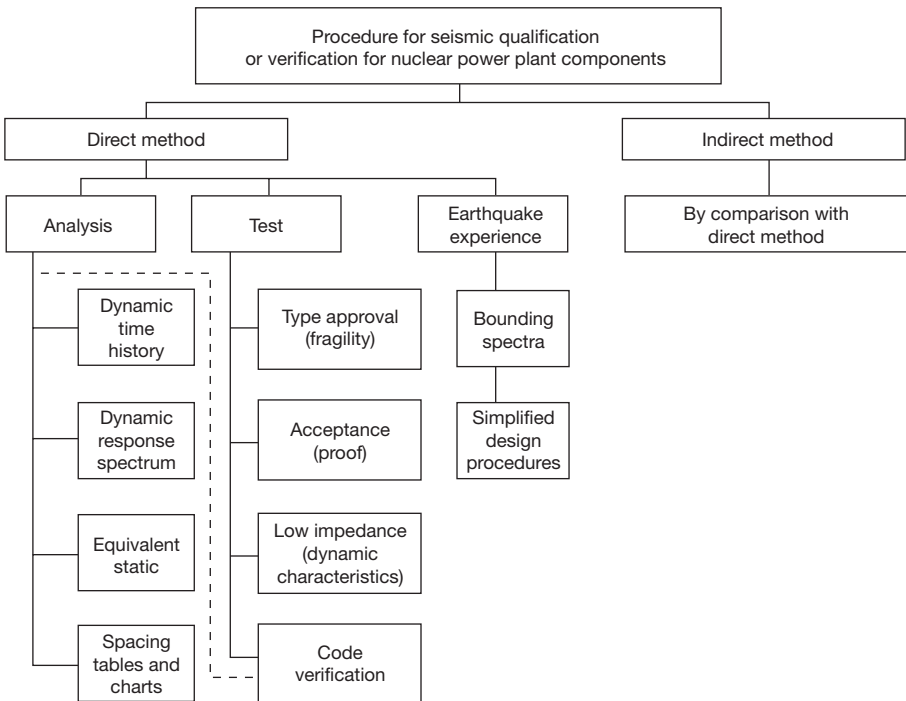 Procedure for seismic qualification
or verification for nuclear power plant components
Direct method
Indirect method
Analysis
Test
Earthquake
experience
By comparison with
direct method
Dynamic
time
history
Type approval
(fragility)
Bounding
spectra
Dynamic
response
spectrum
Acceptance
(proof)
Simplified
design
procedures
Equivalent
static
Low impedance
(dynamic
characteristics)
Spacing
tables and
charts
Code
verification